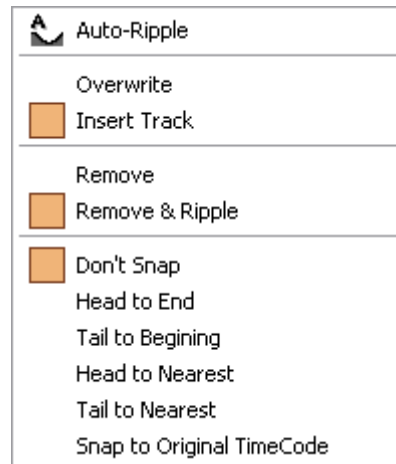 Auto-Ripple
Overwrite
Insert Track
Remove
Remove & Ripple
Don't Snap
Head to End
Tail to Begining
Head to Nearest
Tail to Nearest
Snap to Original TimeCode